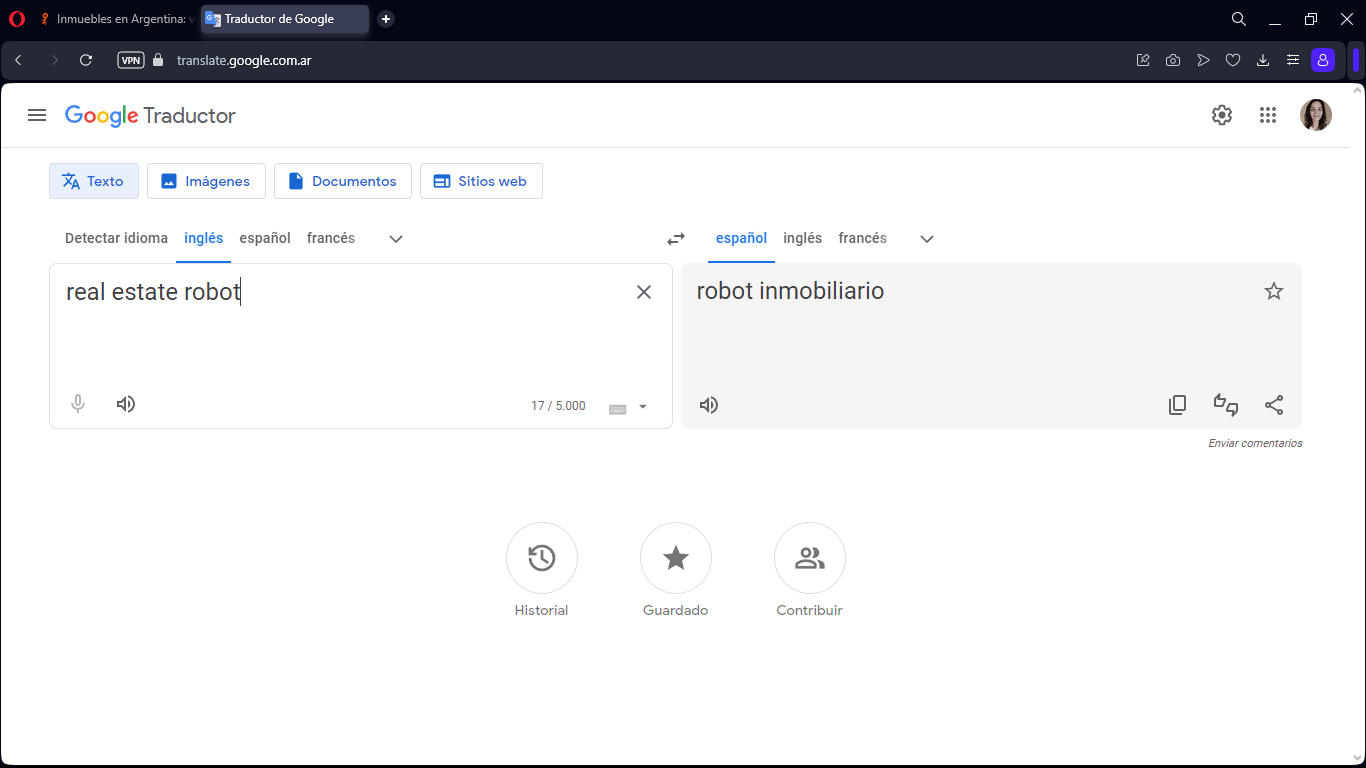 Inmuebles en Argentina: v
Traductor de Google
VPN
translate.google.com.ar
Google Traductor
Texto
Imágenes
Documentos
Sitios web
Detectar idioma
inglés
español
francés
español
inglés
francés
real estate robot
robot inmobiliario
17 / 5.000
Enviar comentarios
Historial
Guardado
Contribuir